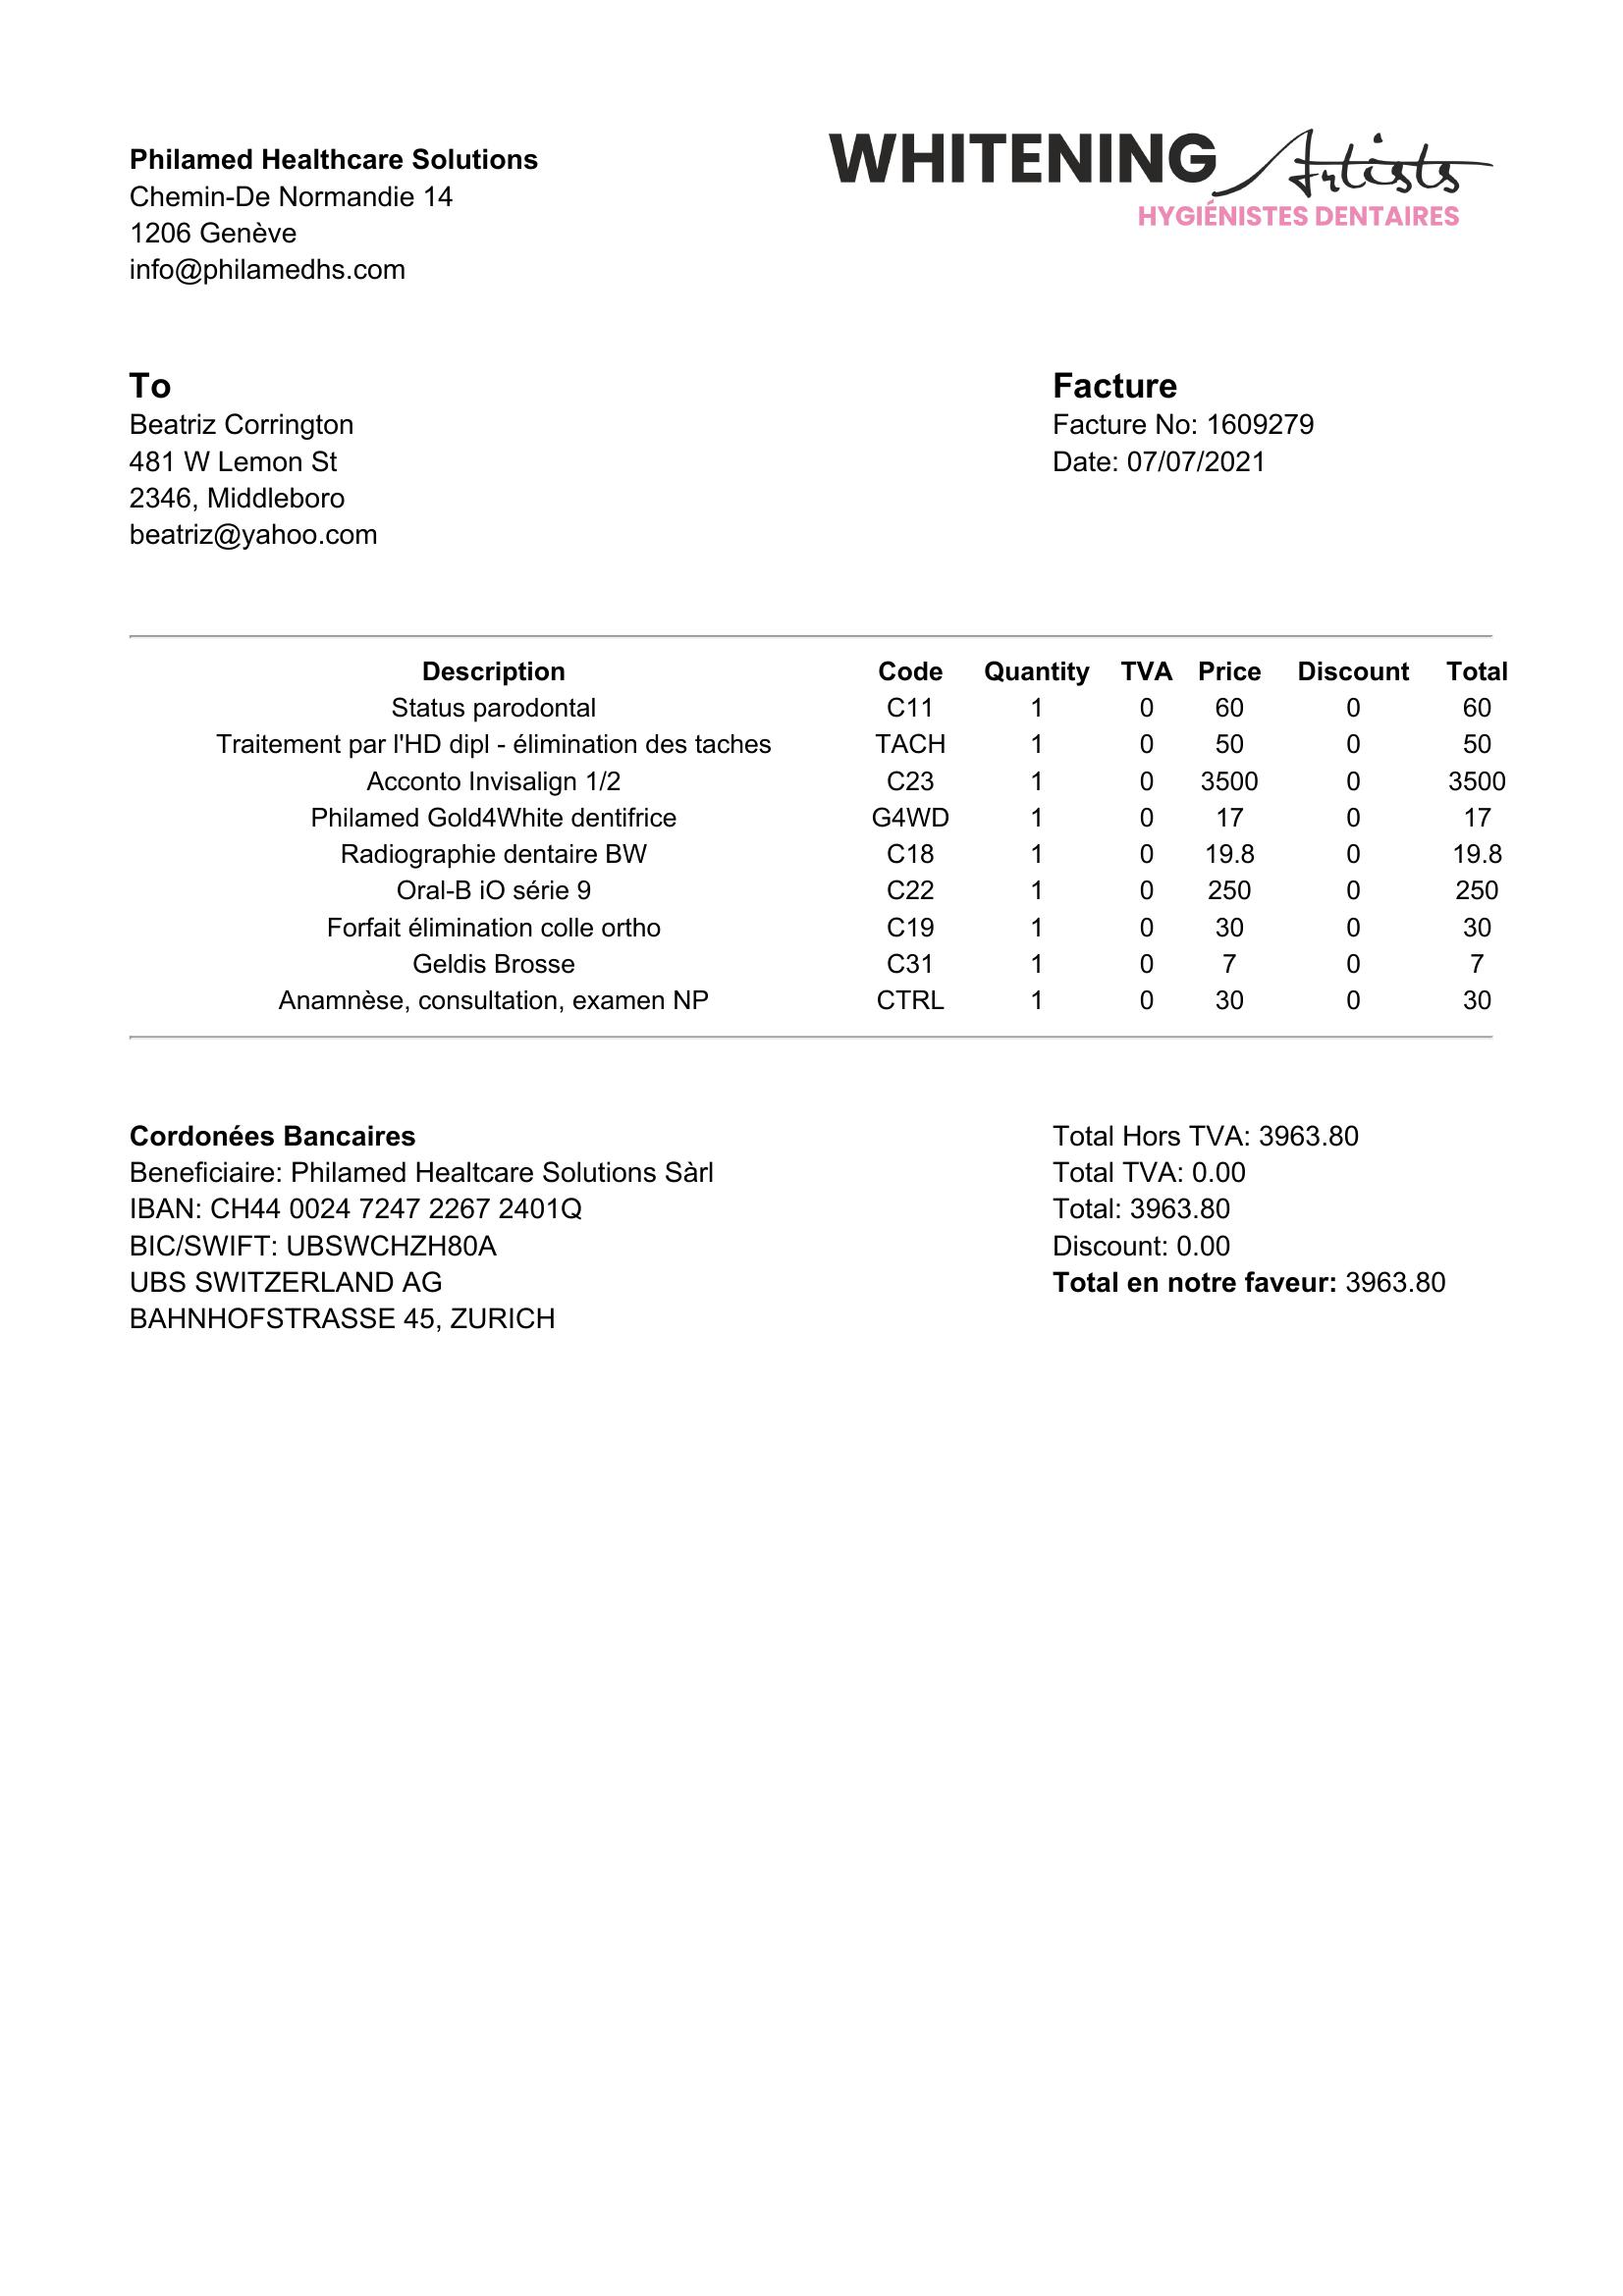 Philamed Healthcare Solutions
Chemin-De Normandie 14
1206 Genève
info@philamedhs.com
WHITENING Artists
HYGIÉNISTES DENTAIRES
To
Beatriz Corrington
481 W Lemon St
2346, Middleboro
beatriz@yahoo.com
Facture
Facture No: 1609279
Date: 07/07/2021
Description Code Quantity TVA Price Discount Total
Status parodontal C11 1 0 60 0 60
Traitement par l'HD dipl - élimination des taches TACH 1 0 50 0 50
Acconto Invisalign 1/2 C23 1 0 3500 0 3500
Philamed Gold4White dentifrice G4WD 1 0 17 0 17
Radiographie dentaire BW C18 1 0 19.8 0 19.8
Oral-B iO série 9 C22 1 0 250 0 250
Forfait élimination colle ortho C19 1 0 30 0 30
Geldis Brosse C31 1 0 7 0 7
Anamnèse, consultation, examen NP CTRL 1 0 30 0 30
Cordonées Bancaires
Beneficiaire: Philamed Healtcare Solutions Sàrl
IBAN: CH44 0024 7247 2267 2401Q
BIC/SWIFT: UBSWCHZH80A
UBS SWITZERLAND AG
BAHNHOFSTRASSE 45, ZURICH
Total Hors TVA: 3963.80
Total TVA: 0.00
Total: 3963.80
Discount: 0.00
Total en notre faveur: 3963.80